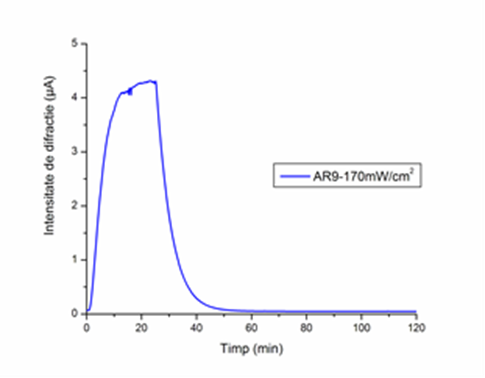 5
4
3
2
1
0
Intensitate de difractie (μA)
AR9-170mW/cm²
0 20 40 60 80 100 120
Timp (min)